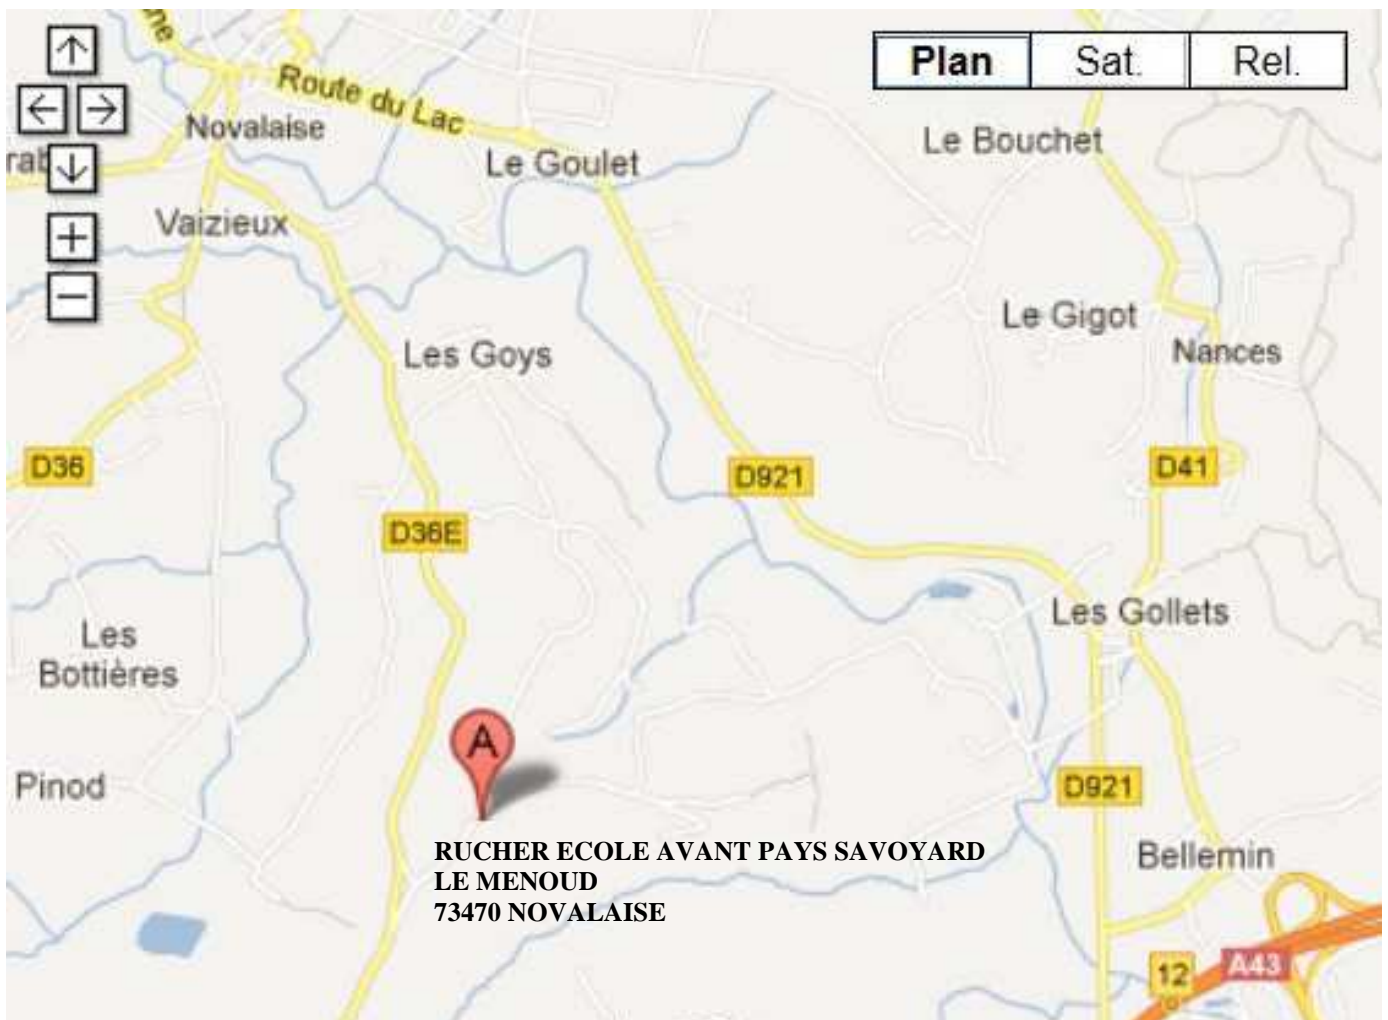 ne
Plan Sat. Rel.
Route du Lac
Novalaise
Le Bouchet
rab
Le Goulet
Vaizieux
Le Gigot
Nances
Les Goys
D36
D921
D41
D36E
Les Gollets
Les
Bottières
A
Pinod
D921
RUCHER ECOLE AVANT PAYS SAVOYARD
LE MENOUD
73470 NOVALAISE
Bellemin
12
A43